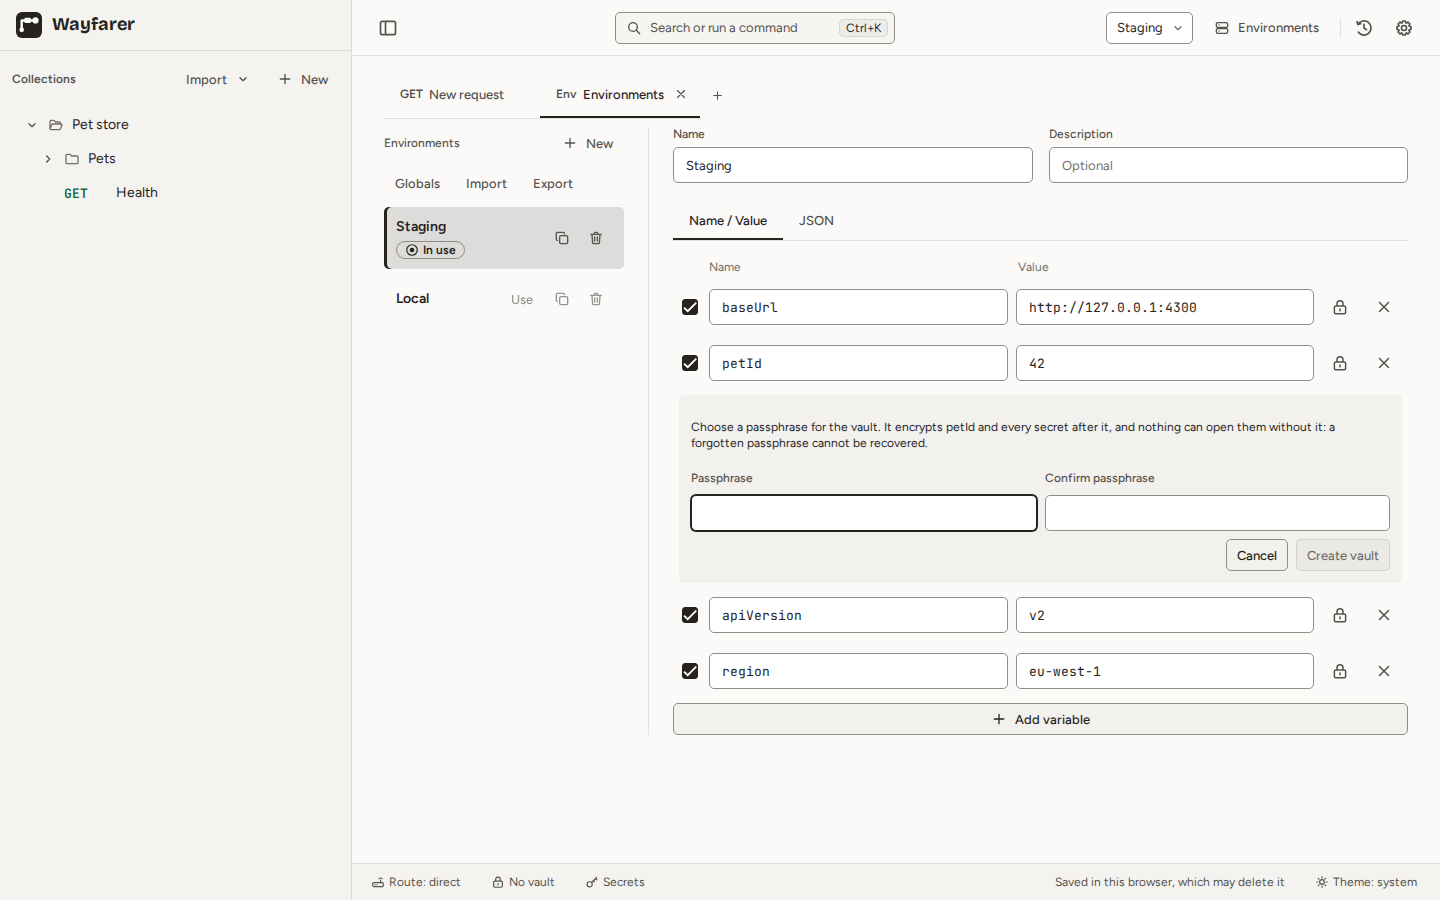 Wayfarer
Search or run a command
Ctrl+K
Staging
Environments
Collections
Import
New
Pet store
Pets
GET Health
GET New request
Env Environments
Environments
New
Globals
Import
Export
Staging
In use
Local
Use
Name
Description
Staging
Optional
Name / Value
JSON
Name
Value
baseUrl
http://127.0.0.1:4300
petId
42
Choose a passphrase for the vault. It encrypts petId and every secret after it, and nothing can open them without it: a
forgotten passphrase cannot be recovered.
Passphrase
Confirm passphrase
Cancel
Create vault
apiVersion
v2
region
eu-west-1
Add variable
Route: direct
No vault
Secrets
Saved in this browser, which may delete it
Theme: system